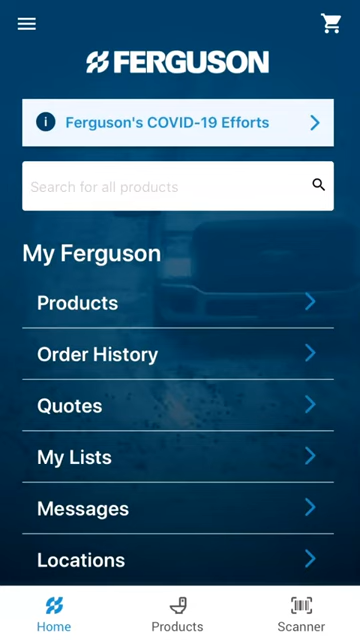 FERGUSON
Ferguson's COVID-19 Efforts
Search for all products
My Ferguson
Products
Order History
Quotes
My Lists
Messages
Locations
Home
Products
Scanner